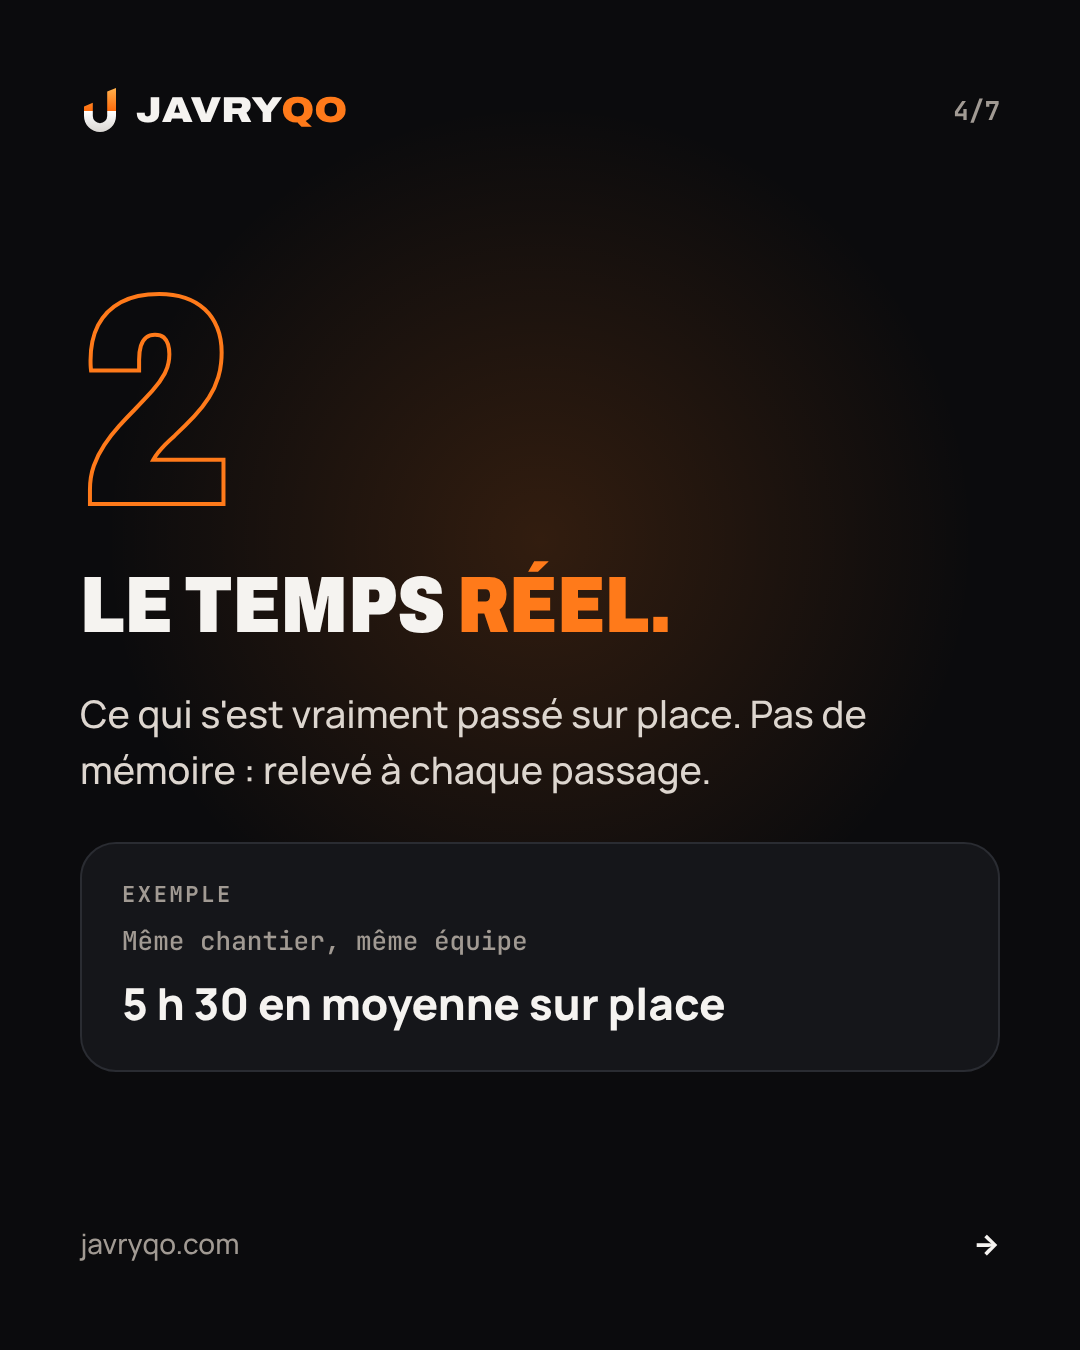 JAVRYQO
4/7
2
LE TEMPS RÉEL.
Ce qui s'est vraiment passé sur place. Pas de
mémoire : relevé à chaque passage.
EXEMPLE
Même chantier, même équipe
5 h 30 en moyenne sur place
javryqo.com
→